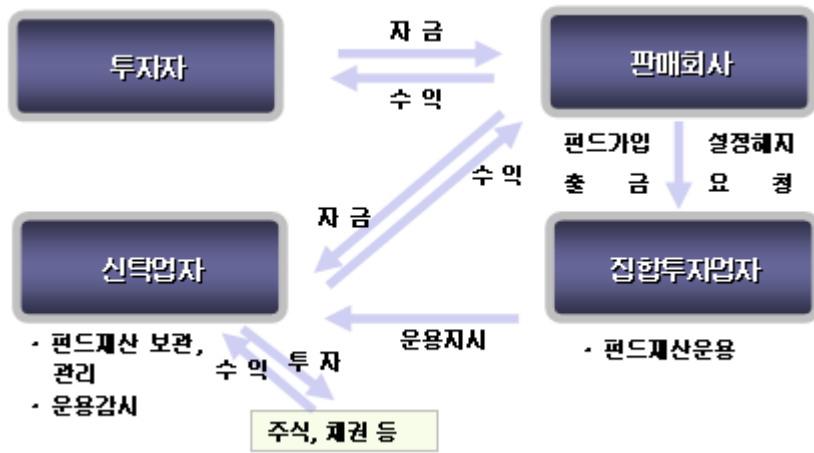 자 금
투자자
판매회사
수 익
펀드가입 설정해지
출 금 요 청
수 익
자 금
신탁업자
집합투자업자
운용지시
· 펀드재산 보관,
관리
· 운용감시
수 익
투 자
· 펀드재산운용
주식, 채권 등